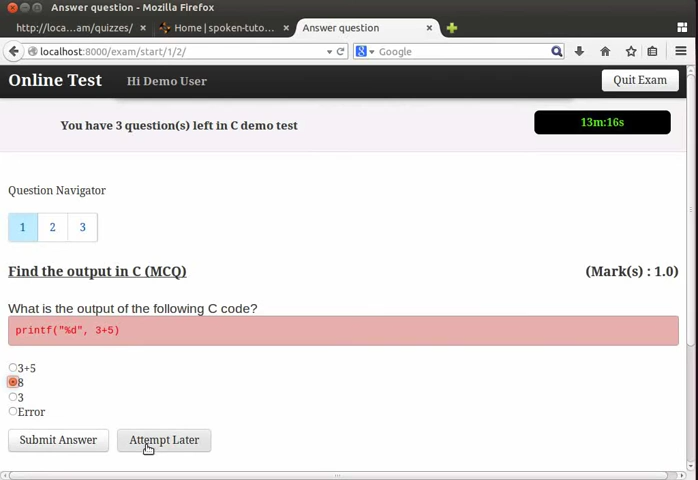 Answer question - Mozilla Firefox
http://loca...am/quizzes/
Home | spoken-tuto...
Answer question
localhost:8000/exam/start/1/2/
Google
Online Test
Hi Demo User
Quit Exam
You have 3 question(s) left in C demo test
13m:16s
Question Navigator
1 2 3
Find the output in C (MCQ)
(Mark(s) : 1.0)
What is the output of the following C code?
printf("%d", 3+5)
3+5
8
3
Error
Submit Answer
Attempt Later